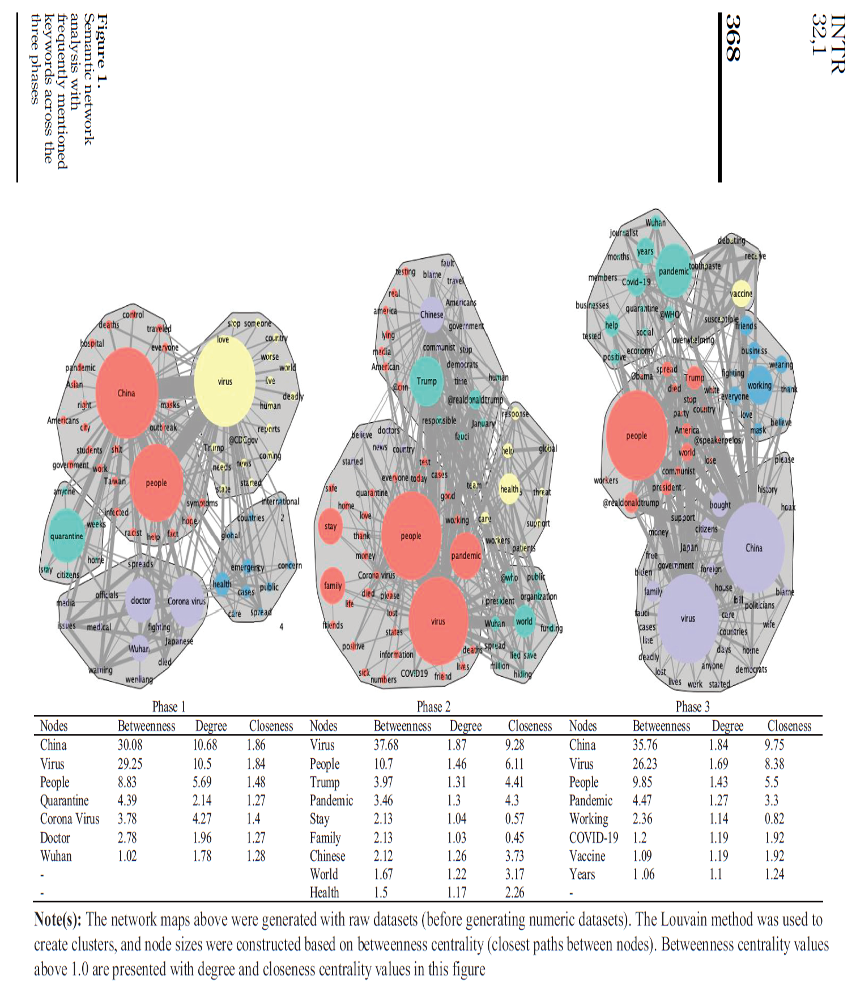 INTR
32,1
368
Figure 1.
Semantic network
analysis with
frequently mentioned
keywords across the
three phases
control
deaths
traveled
hospital
everyone
pandemic
China
Asian
right
masks
Americans
city
outbreak
students
shit
government
work
people
Taiwan
infected
symptoms
hope
racist
help
fact
stop
someone
love
country
worse
virus
world
live
deadly
human
reports
@CDCgov
Trump
coming
needs
news
state
started
anyone
weeks
quarantine
home
stay
citizens
international
countries
2
global
emergency
concern
health
cases
public
care
spread
4
spreads
officials
media
doctor
Corona virus
issues
medical
fighting
Japanese
Wuhan
died
warning
wenliang
fault
testing
blame
travel
real
Americans
america
Chinese
government
lying
communist
stop
media
democrats
American
Trump
time
human
@cnn
@realdonaldtrump
January
responsible
fauci
response
help
global
team
health
threat
care
support
workers
patients
believe
doctors
news
country
started
test
cases
safe
quarantine
everyone
today
home
good
love
working
stay
thank
people
money
pandemic
Corona virus
family
died
please
life
lost
virus
friends
states
positive
information
deaths
lives
sick
numbers
COVID19
friend
@who
public
president
organization
Wuhan
world
funding
spread
lied
save
million
hiding
Wuhan
journalist
years
months
pandemic
Covid-19
members
quarantine
@WHO
businesses
help
social
tested
economy
positive
debating
toothpaste
receive
vaccine
susceptible
overwhelming
friends
business
wearing
fighting
working
thank
everyone
love
mask
believe
Obama
spread
Trump
died
white
stop
party
country
people
America
@speakerpelosi
world
lose
communist
workers
president
@realdonaldtrump
please
history
bought
hoax
support
citizens
money
Japan
China
true
government
foreign
biden
house
family
bill
blame
politicians
fauci
virus
care
wife
cases
countries
late
days
home
deadly
anyone
democrats
lost
lives
work
started
Phase 1 Phase 2 Phase 3
Nodes Betweenness Degree Closeness Nodes Betweenness Degree Closeness Nodes Betweenness Degree Closeness
China 30.08 10.68 1.86 Virus 37.68 1.87 9.28 China 35.76 1.84 9.75
Virus 29.25 10.5 1.84 People 10.7 1.46 6.11 Virus 26.23 1.69 8.38
People 8.83 5.69 1.48 Trump 3.97 1.31 4.41 People 9.85 1.43 5.5
Quarantine 4.39 2.14 1.27 Pandemic 3.46 1.3 4.3 Pandemic 4.47 1.27 3.3
Corona Virus 3.78 4.27 1.4 Stay 2.13 1.04 0.57 Working 2.36 1.14 0.82
Doctor 2.78 1.96 1.27 Family 2.13 1.03 0.45 COVID-19 1.2 1.19 1.92
Wuhan 1.02 1.78 1.28 Chinese 2.12 1.26 3.73 Vaccine 1.09 1.19 1.92
- World 1.67 1.22 3.17 Years 1.06 1.1 1.24
- Health 1.5 1.17 2.26 -
Note(s): The network maps above were generated with raw datasets (before generating numeric datasets). The Louvain method was used to
create clusters, and node sizes were constructed based on betweenness centrality (closest paths between nodes). Betweenness centrality values
above 1.0 are presented with degree and closeness centrality values in this figure